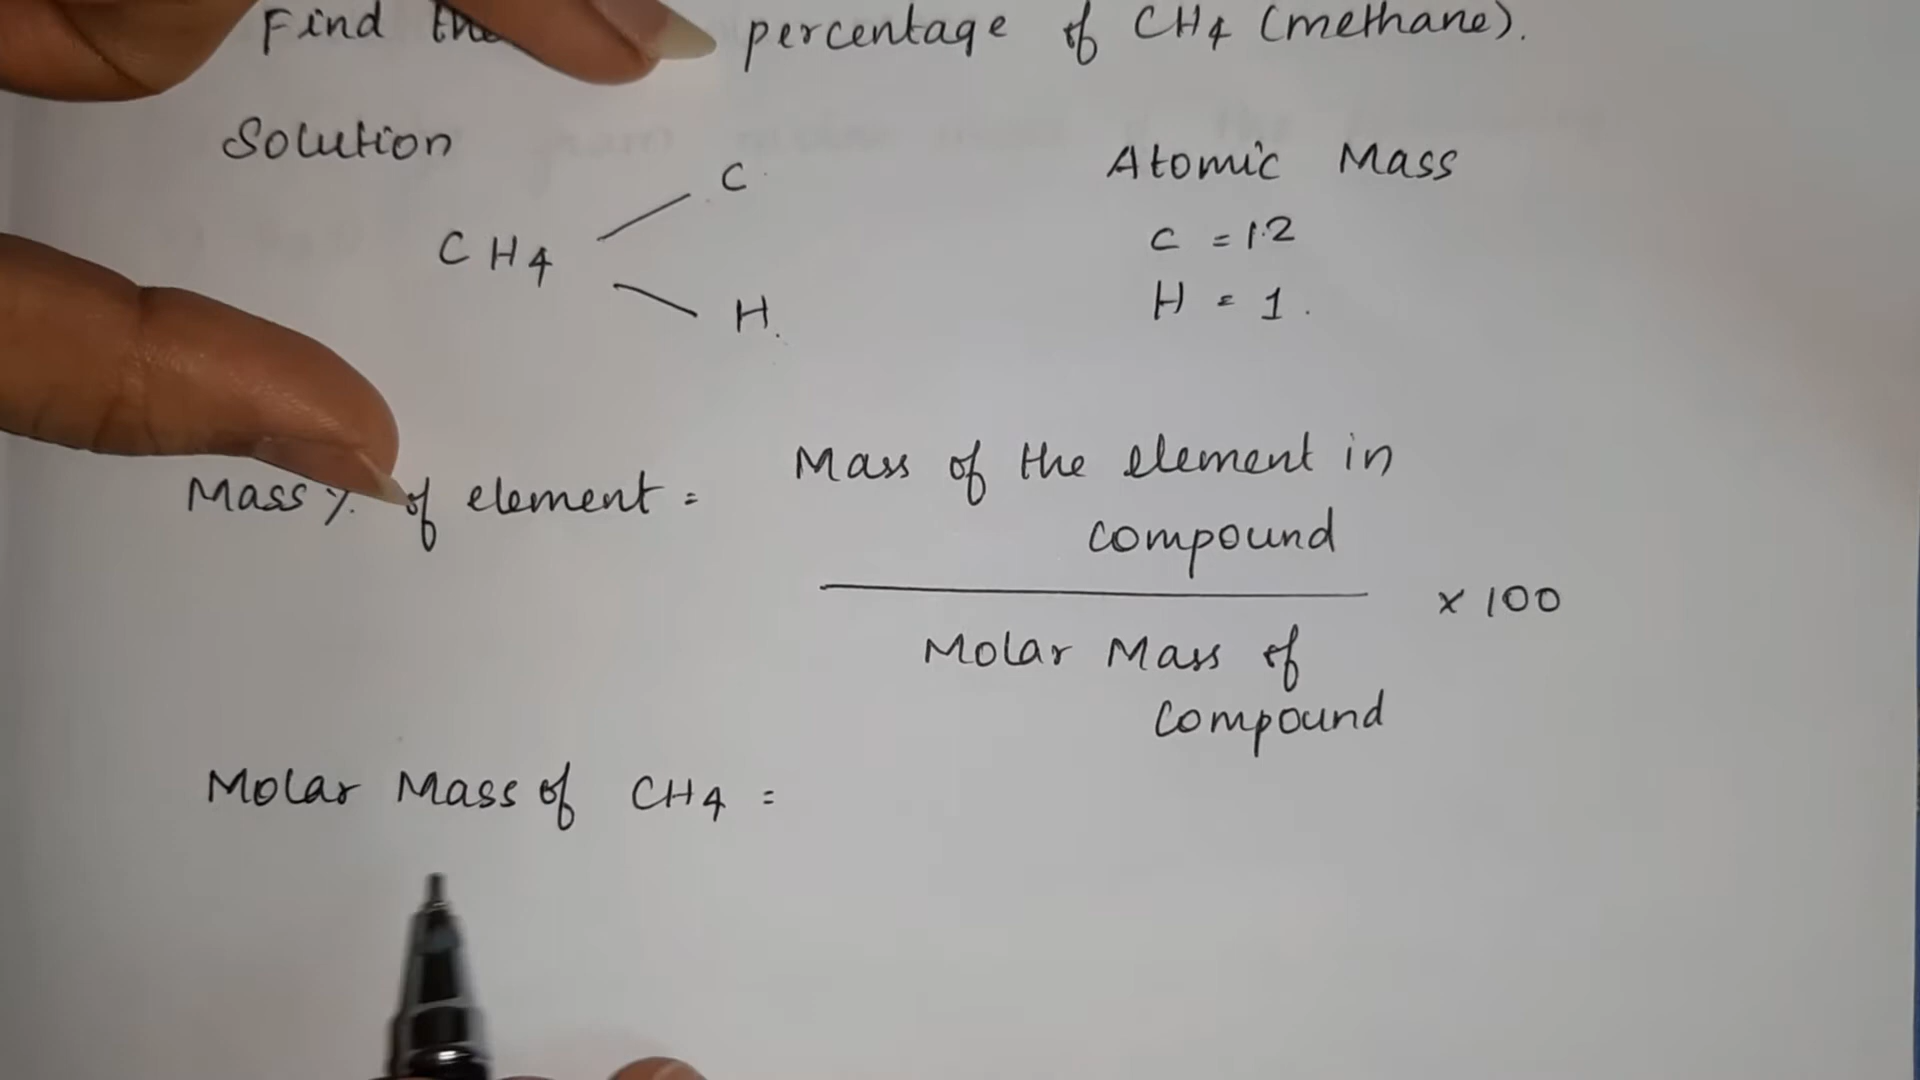 Find the percentage of CH4 (methane).
Solution
C
CH4
H.
Atomic Mass
C = 12
H = 1.
Mass % of element = Mass of the element in
compound
× 100
Molar Mass of
compound
Molar Mass of CH4 =